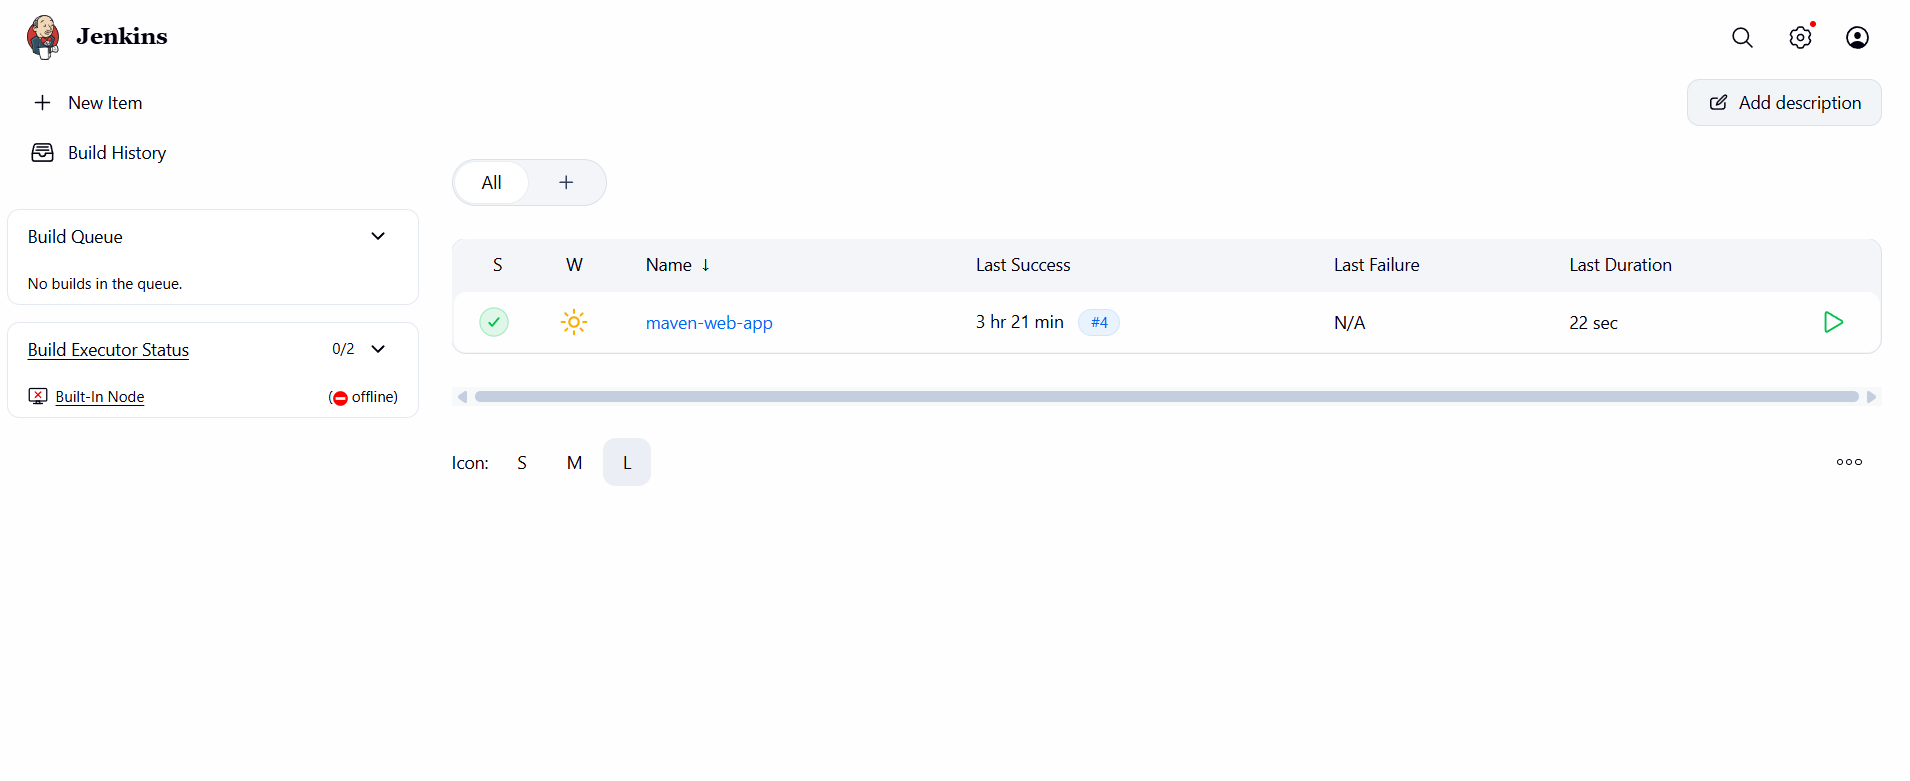 Jenkins
New Item
Build History
Add description
All +
Build Queue
No builds in the queue.
Build Executor Status 0/2
Built-In Node (offline)
S W Name ↓ Last Success Last Failure Last Duration
maven-web-app 3 hr 21 min #4 N/A 22 sec
Icon: S M L